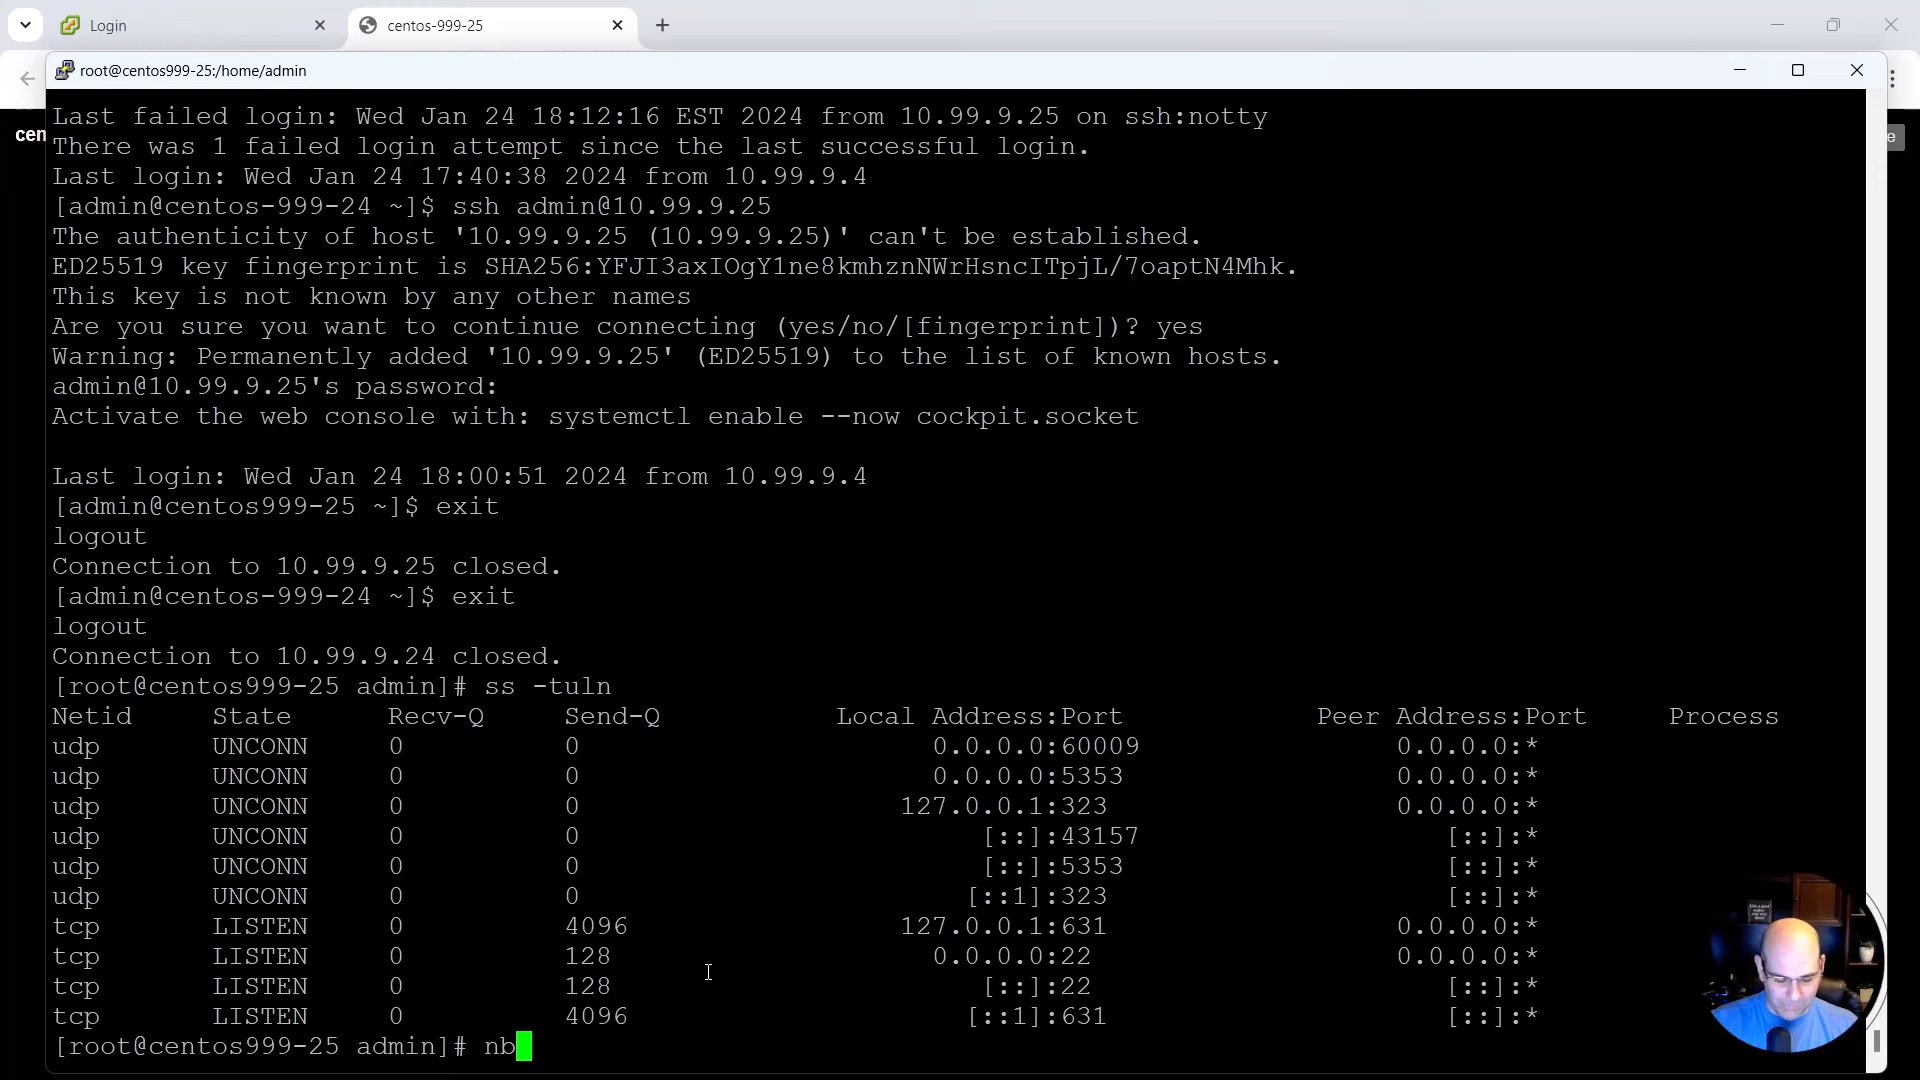 Login
centos-999-25
root@centos999-25:/home/admin
cen
e
Last failed login: Wed Jan 24 18:12:16 EST 2024 from 10.99.9.25 on ssh:notty
There was 1 failed login attempt since the last successful login.
Last login: Wed Jan 24 17:40:38 2024 from 10.99.9.4
[admin@centos-999-24 ~]$ ssh admin@10.99.9.25
The authenticity of host '10.99.9.25 (10.99.9.25)' can't be established.
ED25519 key fingerprint is SHA256:YFJI3axIOgY1ne8kmhznNWrHsncITpjL/7oaptN4Mhk.
This key is not known by any other names
Are you sure you want to continue connecting (yes/no/[fingerprint])? yes
Warning: Permanently added '10.99.9.25' (ED25519) to the list of known hosts.
admin@10.99.9.25's password:
Activate the web console with: systemctl enable --now cockpit.socket
Last login: Wed Jan 24 18:00:51 2024 from 10.99.9.4
[admin@centos999-25 ~]$ exit
logout
Connection to 10.99.9.25 closed.
[admin@centos-999-24 ~]$ exit
logout
Connection to 10.99.9.24 closed.
[root@centos999-25 admin]# ss -tuln
Netid State Recv-Q Send-Q Local Address:Port Peer Address:Port Process
udp UNCONN 0 0 0.0.0.0:60009 0.0.0.0:*
udp UNCONN 0 0 0.0.0.0:5353 0.0.0.0:*
udp UNCONN 0 0 127.0.0.1:323 0.0.0.0:*
udp UNCONN 0 0 [::]:43157 [::]:*
udp UNCONN 0 0 [::]:5353 [::]:*
udp UNCONN 0 0 [::1]:323 [::]:*
tcp LISTEN 0 4096 127.0.0.1:631 0.0.0.0:*
tcp LISTEN 0 128 0.0.0.0:22 0.0.0.0:*
tcp LISTEN 0 128 [::]:22 [::]:*
tcp LISTEN 0 4096 [::1]:631 [::]:*
[root@centos999-25 admin]# nb